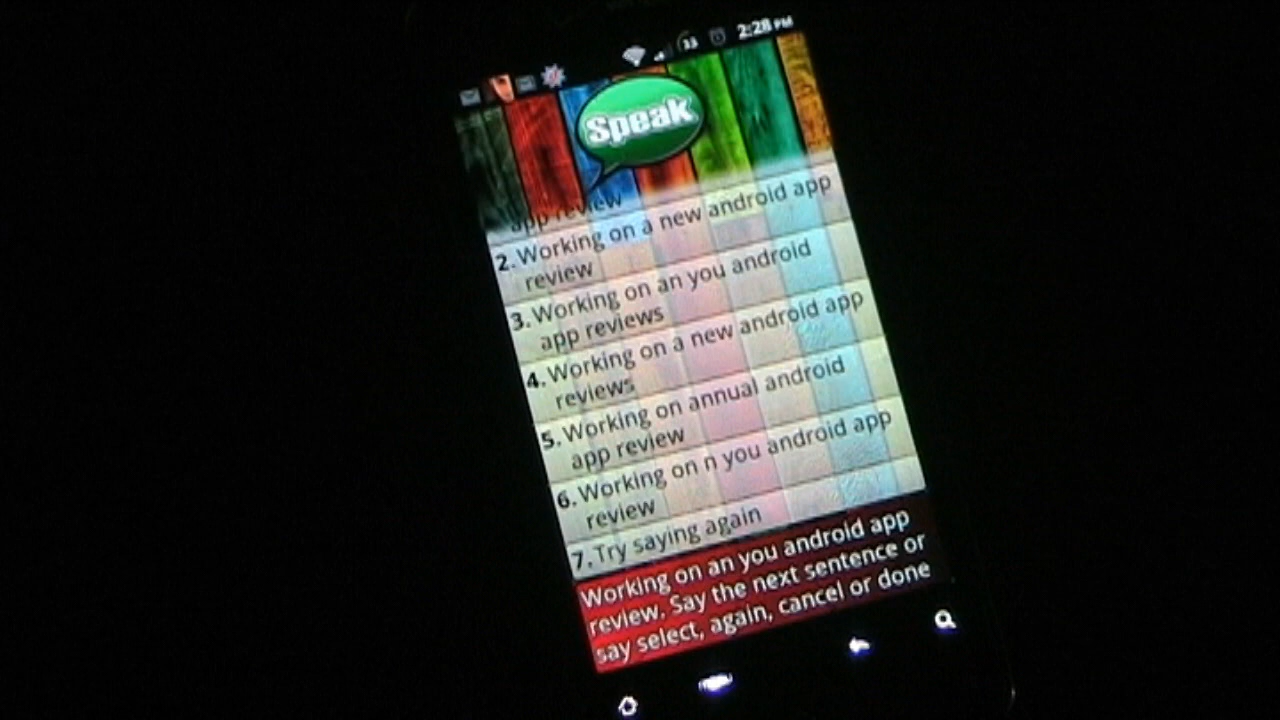 33 2:28 PM
Speak
app review
2. Working on a new android app
review
3. Working on an you android
app reviews
4. Working on a new android app
reviews
5. Working on annual android
app review
6. Working on n you android app
review
7. Try saying again
Working on an you android app
review. Say the next sentence or
say select, again, cancel or done
menu